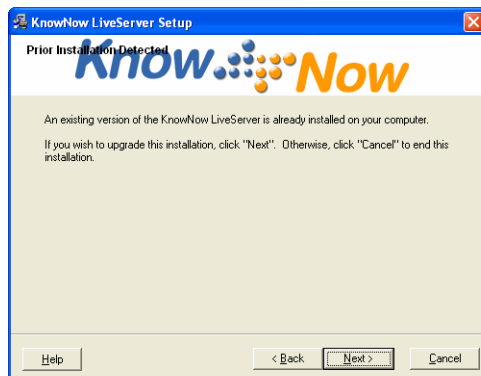 KnowNow LiveServer Setup
Prior Installation Detected
Know Now
An existing version of the KnowNow LiveServer is already installed on your computer.
If you wish to upgrade this installation, click "Next". Otherwise, click "Cancel" to end this
installation.
Help
< Back
Next >
Cancel